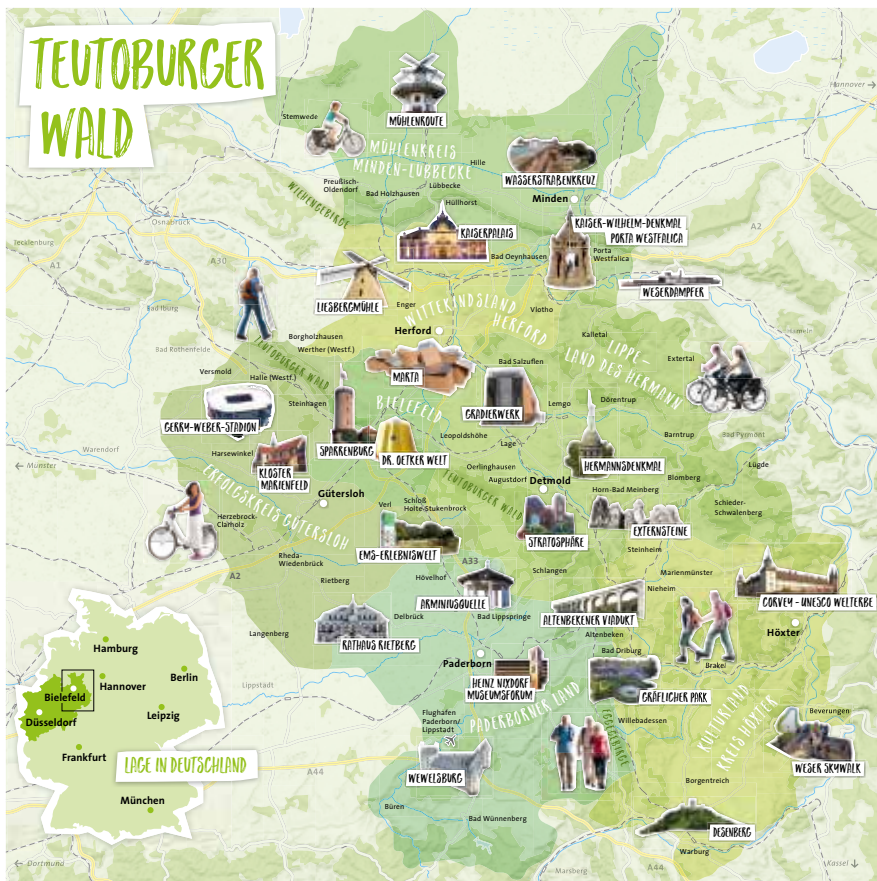 TEUTOBURGER
WALD
Hannover →
Stemwede
MÜHLENROUTE
MÜHLENKREIS
MINDEN-LÜBBECKE
Hille
WASSERSTRAßENKREUZ
Preußisch-
Oldendorf
Bad Holzhausen
Lübbecke
Hüllhorst
Minden
WIEHENGEBIRGE
Osnabrück
Tecklenburg
KAISERPALAIS
KAISER-WILHELM-DENKMAL
PORTA WESTFALICA
A2
A1
A30
Bad Oeynhausen
Porta
Westfalica
WESERDAMPFER
LIESBERGMÜHLE
Enger
WITTEKINDSLAND
HERFORD
Vlotho
Bad Iburg
Herford
Kalletal
LIPPE-
LAND DES HERMANN
Hameln
Borgholzhausen
Werther (Westf.)
Bad Rothenfelde
TEUTOBURGER WALD
Extertal
Versmold
Halle (Westf.)
MARTA
Bad Salzuflen
Steinhagen
BIELEFELD
GRADIERWERK
Lemgo
Dörentrup
GERRY-WEBER-STADION
Leopoldshöhe
Lage
Barntrup
Bad Pyrmont
Warendorf
← Münster
Harsewinkel
KLOSTER
MARIENFELD
SPARRENBURG
DR. OETKER WELT
Oerlinghausen
HERMANNSDENKMAL
Lügde
Augustdorf
Detmold
Blomberg
ERFOLGSKREIS GÜTERSLOH
Gütersloh
TEUTOBURGER WALD
Horn-Bad Meinberg
Verl
Schloß
Holte-Stukenbrock
Schieder-
Schwalenberg
Herzebrock-
Clarholz
STRATOSPHÄRE
EXTERNSTEINE
Steinheim
EMS-ERLEBNISWELT
Rheda-
Wiedenbrück
A33
A2
Rietberg
Hövelhof
Schlangen
Marienmünster
Nieheim
ARMINIUSQUELLE
CORVEY - UNESCO WELTERBE
Delbrück
Bad Lippspringe
ALTENBEKENER VIADUKT
Höxter
Langenberg
RATHAUS RIETBERG
Altenbeken
Bad Driburg
Brakel
Paderborn
HEINZ NIXDORF
MUSEUMSFORUM
GRÄFLICHER PARK
Lippstadt
PADERBORNER LAND
EGGEGEBIRGE
Willebadessen
KULTURLAND
KREIS HÖXTER
Beverungen
Flughafen
Paderborn/
Lippstadt
WEWELSBURG
WESER SKYWALK
A44
Borgentreich
Büren
Bad Wünnenberg
DESENBERG
Warburg
Marsberg
A44
Kassel ↓
← Dortmund
Hamburg
Berlin
Hannover
Bielefeld
Düsseldorf
Leipzig
Frankfurt
LAGE IN DEUTSCHLAND
München